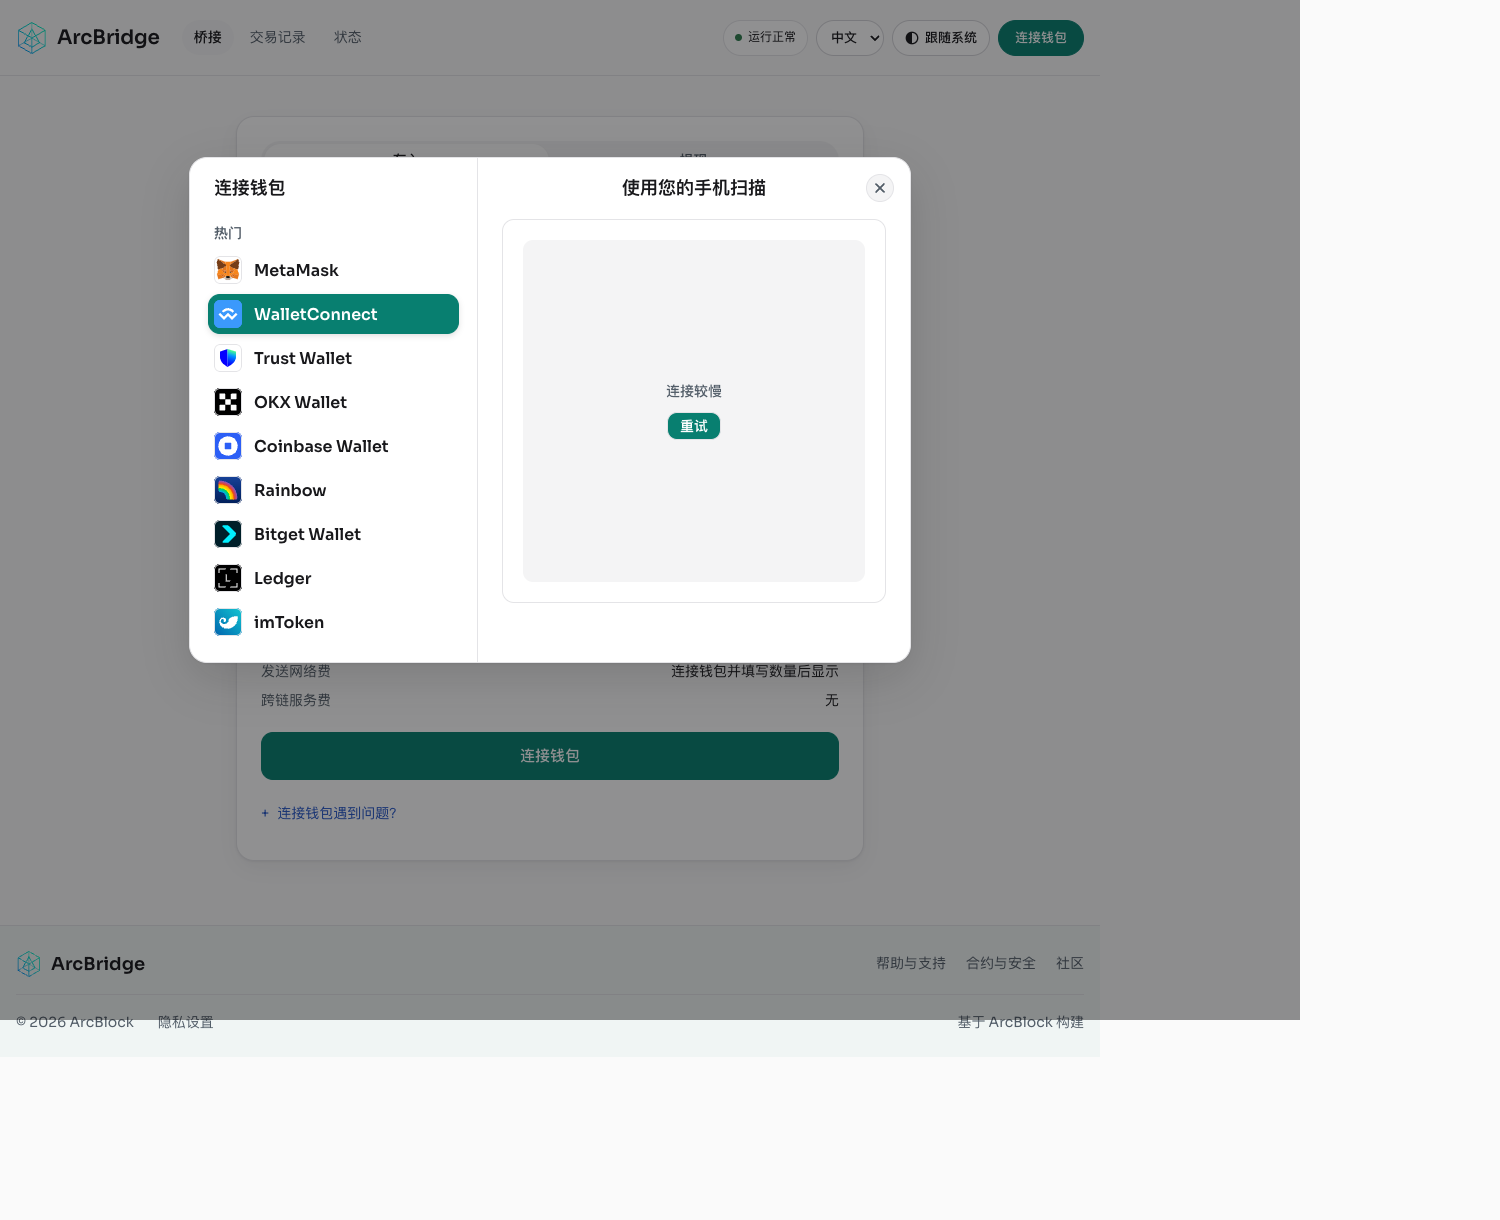 ArcBridge
桥接
交易记录
状态
运行正常
中文
跟随系统
连接钱包
连接钱包
热门
MetaMask
WalletConnect
Trust Wallet
OKX Wallet
Coinbase Wallet
Rainbow
Bitget Wallet
Ledger
imToken
使用您的手机扫描
连接较慢
重试
发送网络费
连接钱包并填写数量后显示
跨链服务费
无
连接钱包
+ 连接钱包遇到问题?
ArcBridge
帮助与支持
合约与安全
社区
© 2026 ArcBlock
隐私设置
基于 ArcBlock 构建